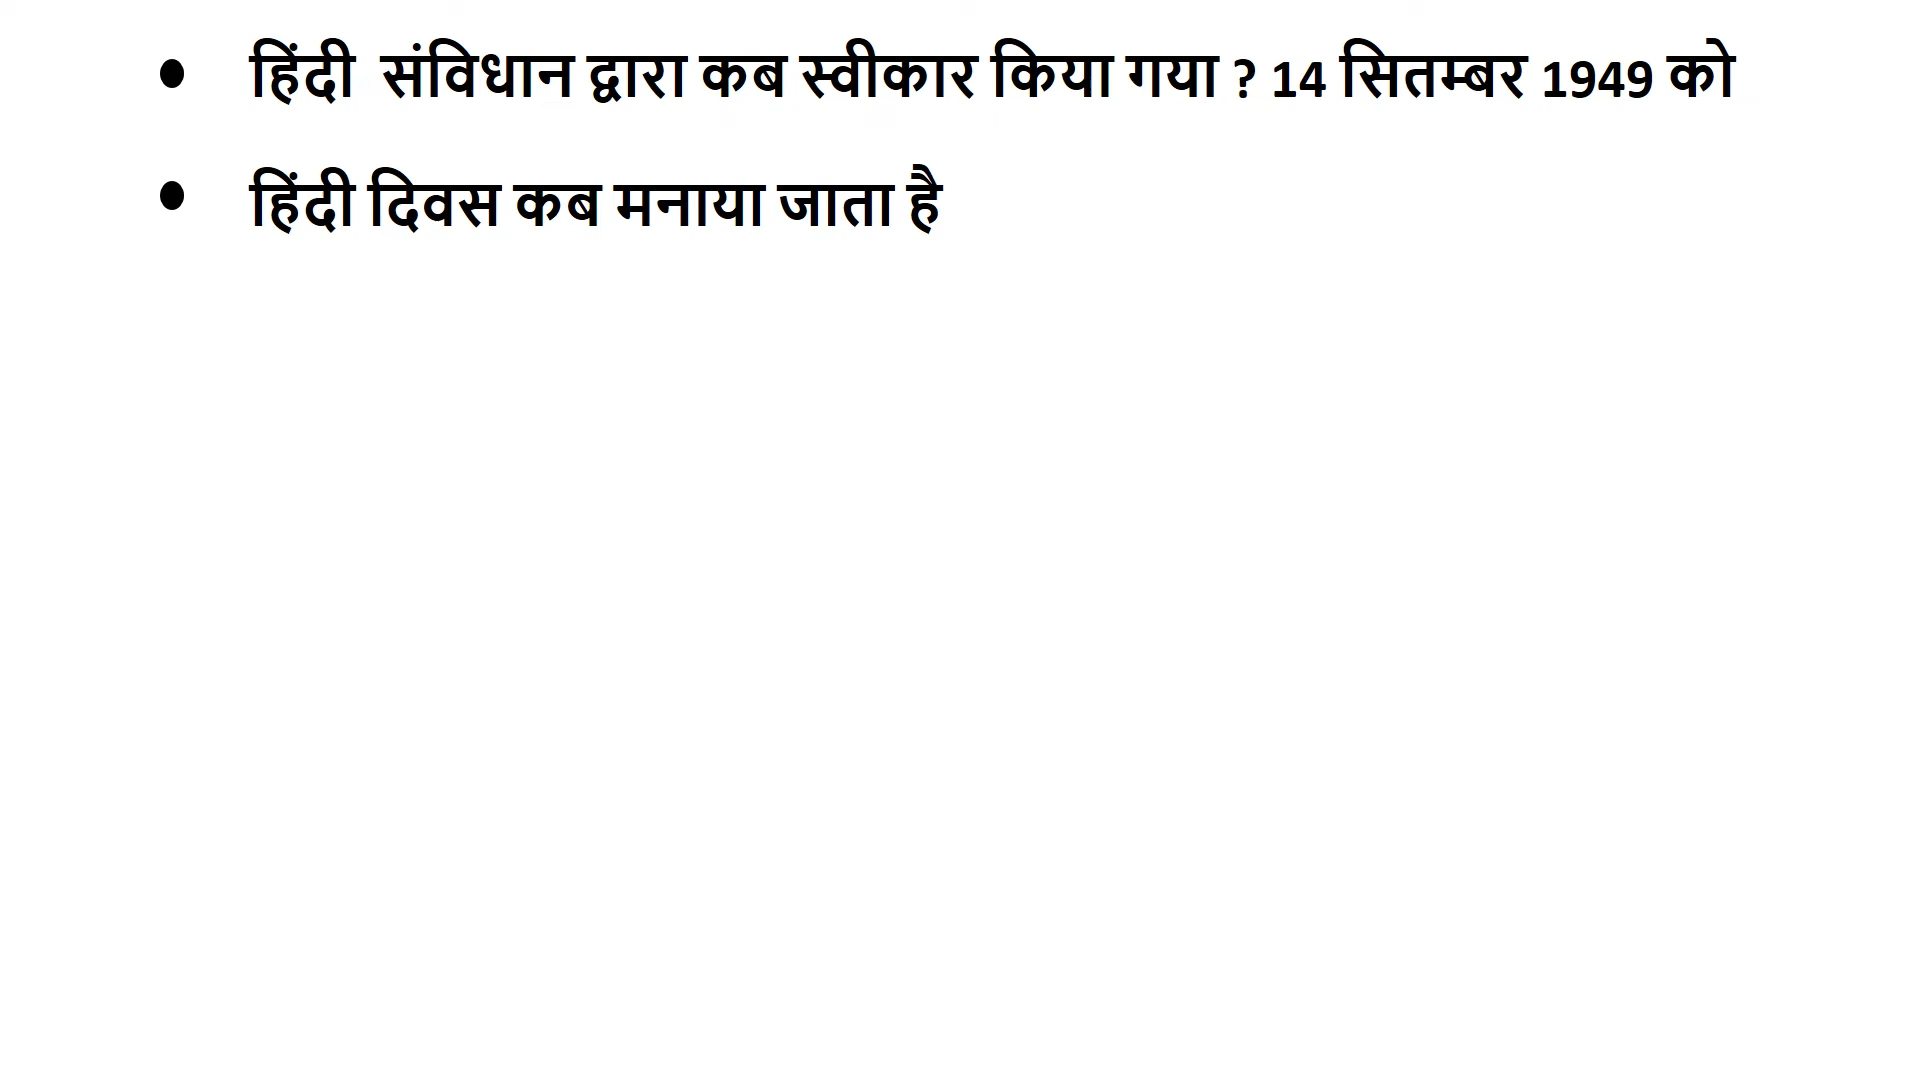 • हिंदी  संविधान द्वारा कब स्वीकार किया गया ? 14 सितम्बर 1949 को
• हिंदी दिवस कब मनाया जाता है